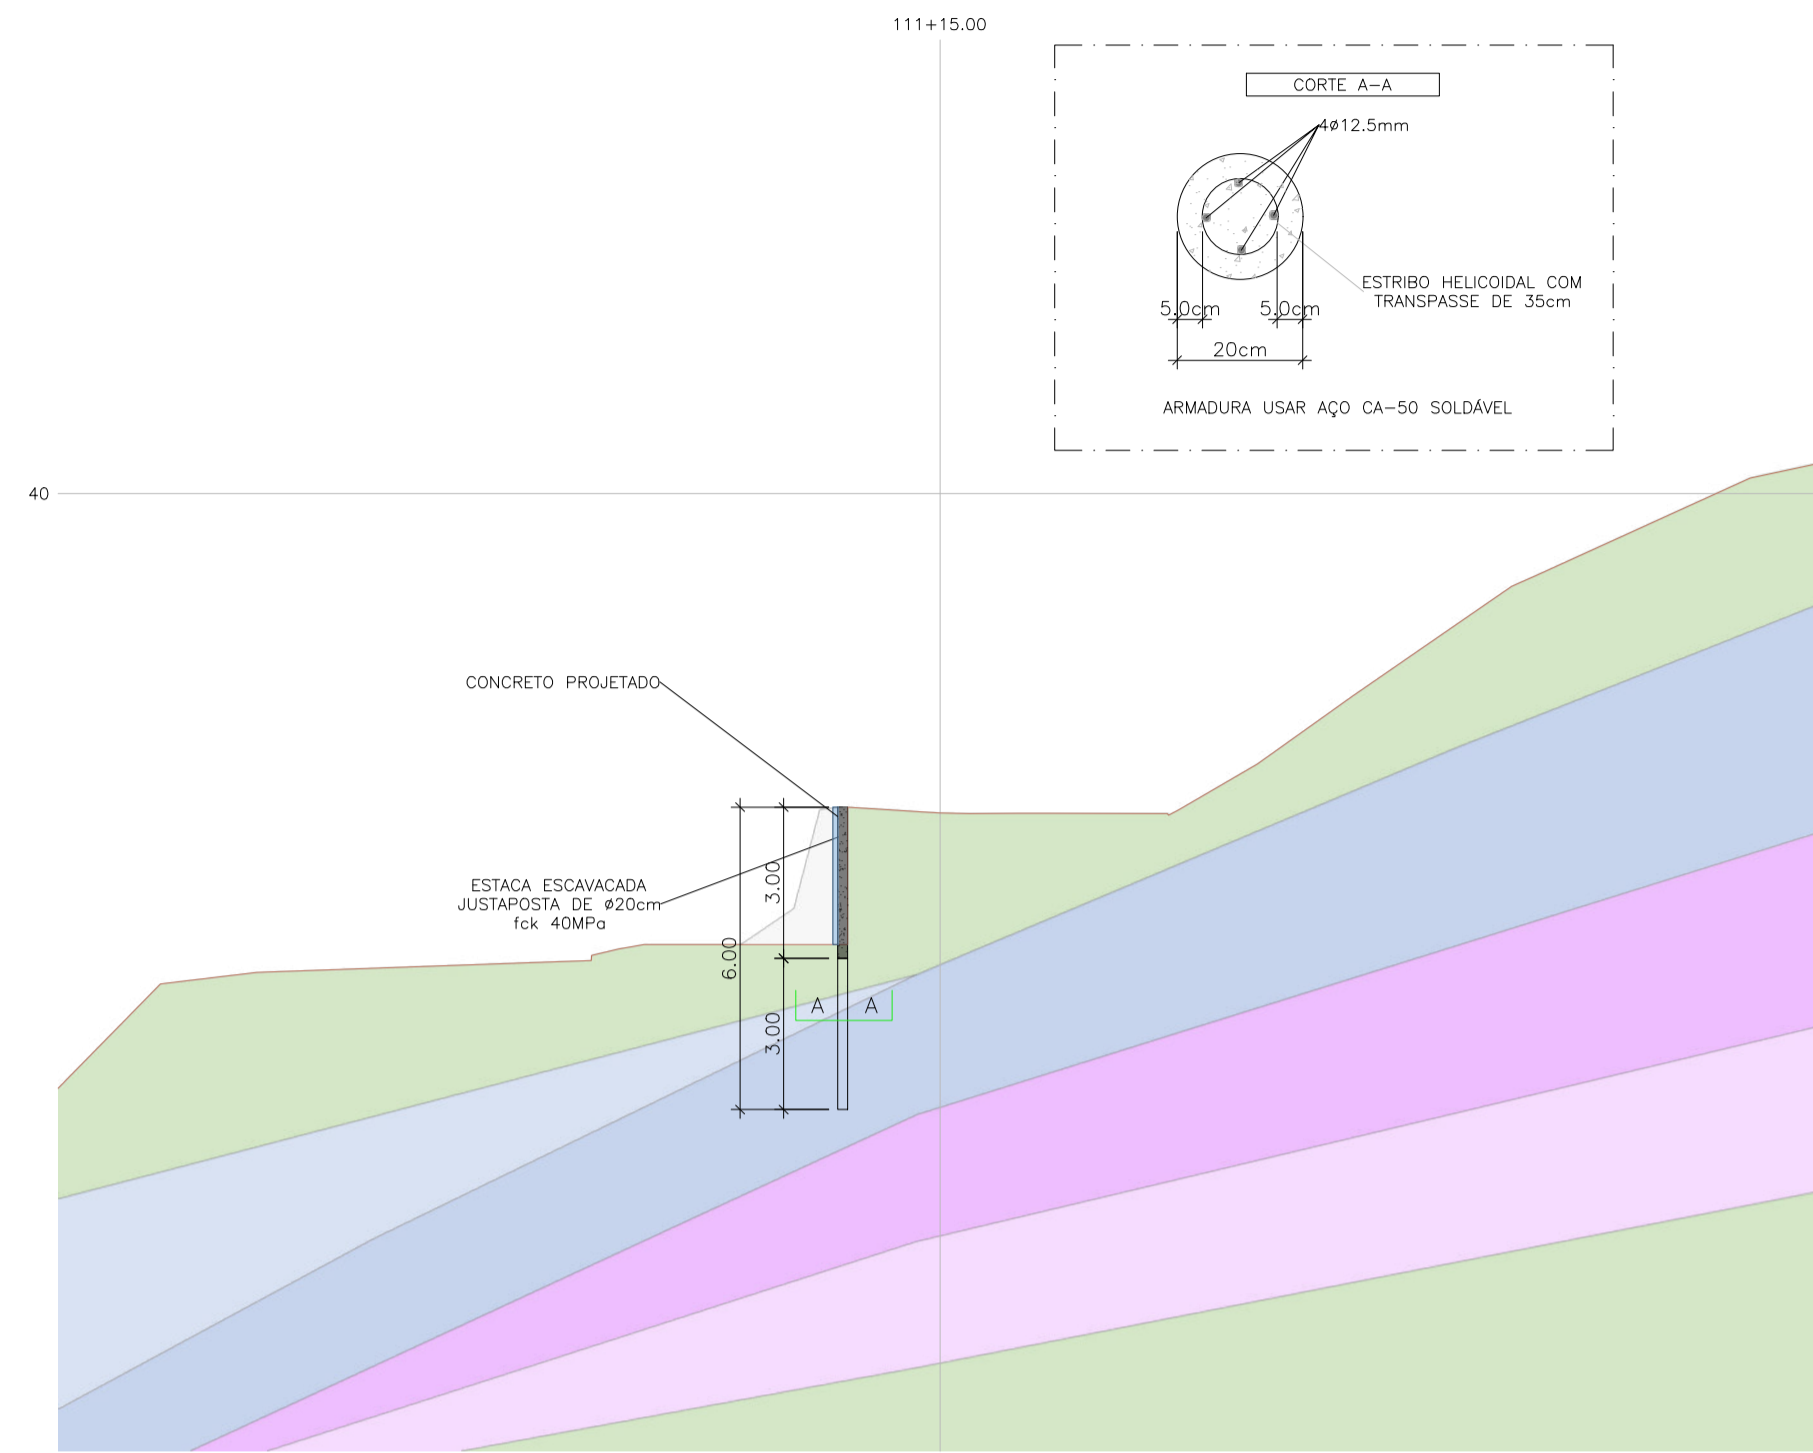 111+15.00
CORTE A-A
4ø12.5mm
ESTRIBO HELICOIDAL COM
TRANSPASSE DE 35cm
5.0cm
5.0cm
20cm
ARMADURA USAR AÇO CA-50 SOLDÁVEL
40
CONCRETO PROJETADO
ESTACA ESCAVACADA
JUSTAPOSTA DE ø20cm
fck 40MPa
3.00
6.00
3.00
A A